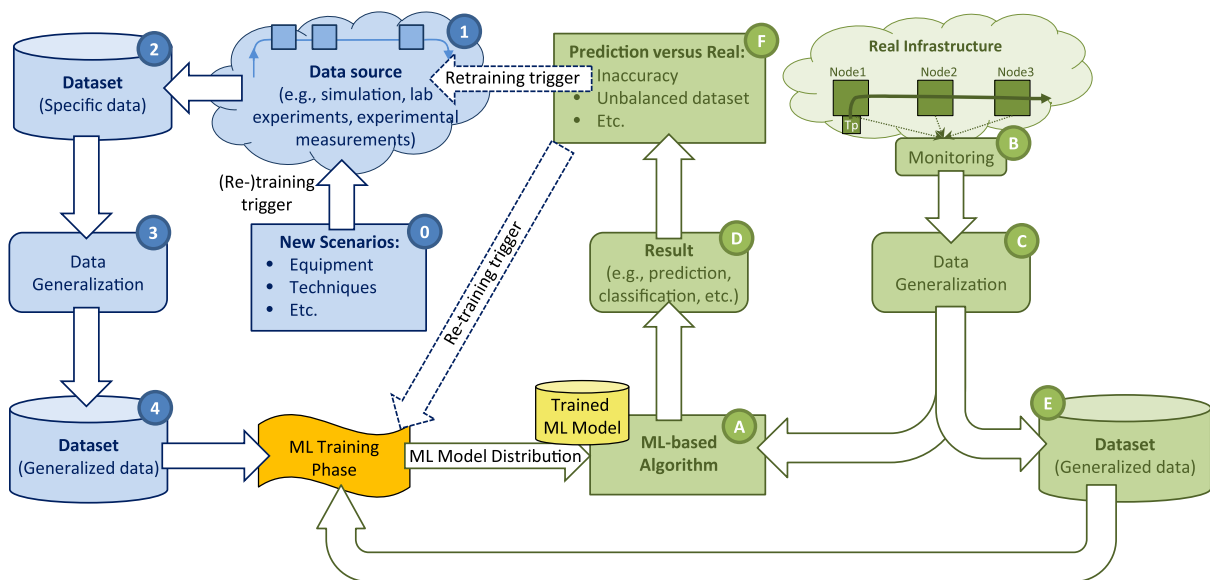 2
Dataset
(Specific data)
1
Data source
(e.g., simulation, lab
experiments, experimental
measurements)
Retraining trigger
F
Prediction versus Real:
• Inaccuracy
• Unbalanced dataset
• Etc.
Real Infrastructure
Node1
Node2
Node3
Tp
B
Monitoring
(Re-)training
trigger
3
Data
Generalization
0
New Scenarios:
• Equipment
• Techniques
• Etc.
Re-training trigger
D
Result
(e.g., prediction,
classification, etc.)
C
Data
Generalization
4
Dataset
(Generalized data)
ML Training
Phase
ML Model Distribution
Trained
ML Model
A
ML-based
Algorithm
E
Dataset
(Generalized data)